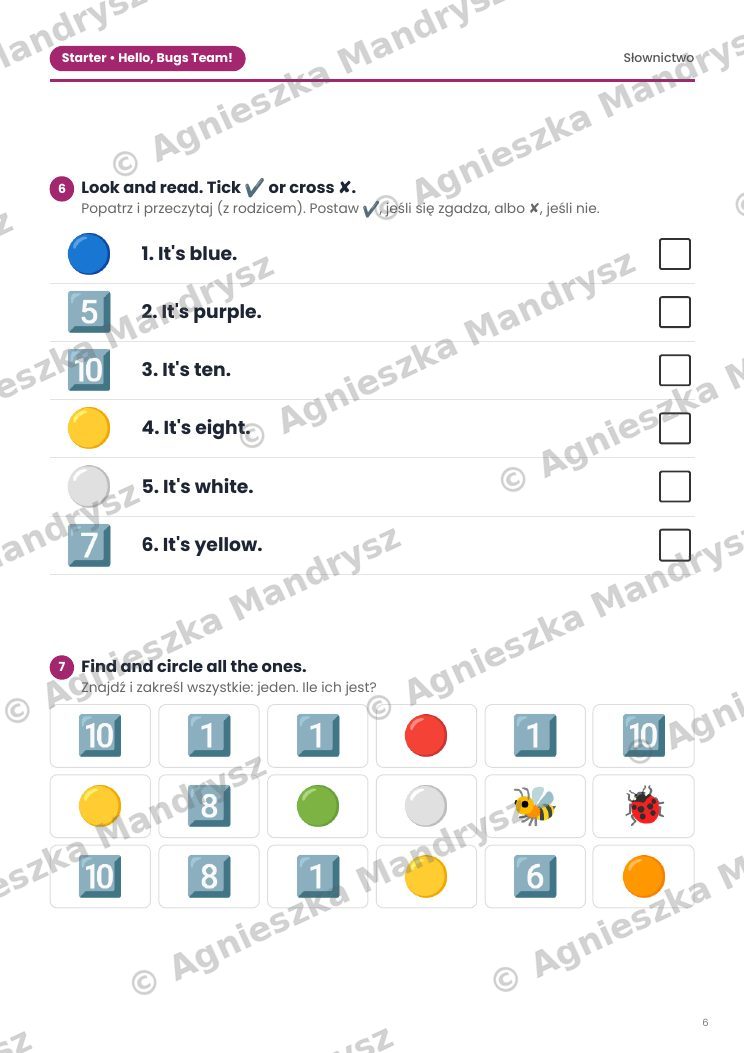 Starter • Hello, Bugs Team!
Słownictwo
6 Look and read. Tick ✔ or cross ✘.
Popatrz i przeczytaj (z rodzicem). Postaw ✔, jeśli się zgadza, albo ✘, jeśli nie.
1. It's blue.
5 2. It's purple.
10 3. It's ten.
4. It's eight.
5. It's white.
7 6. It's yellow.
7 Find and circle all the ones.
Znajdź i zakreśl wszystkie: jeden. Ile ich jest?
10 1 1 1 10
8
10 8 1 6
6
© Agnieszka Mandrysz